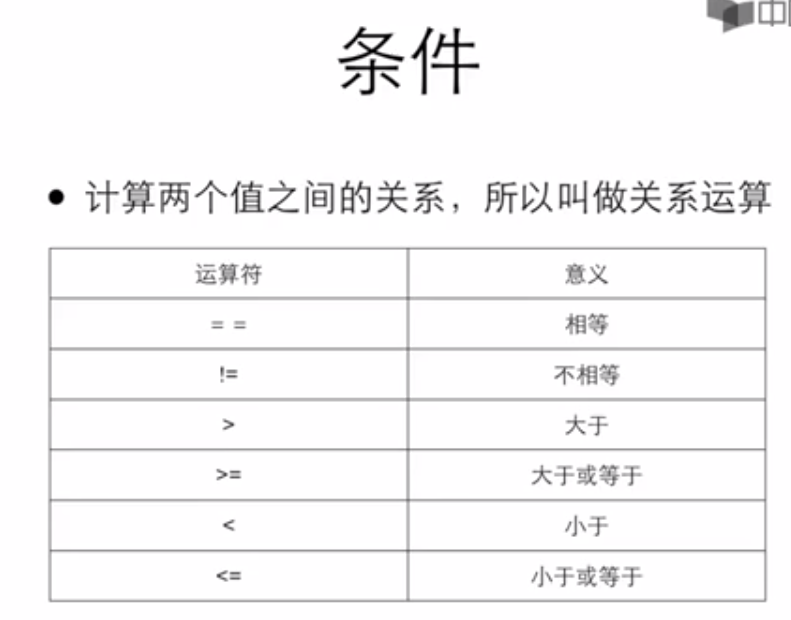 中
条件
● 计算两个值之间的关系，所以叫做关系运算
运算符 意义
= = 相等
!= 不相等
> 大于
>= 大于或等于
< 小于
<= 小于或等于